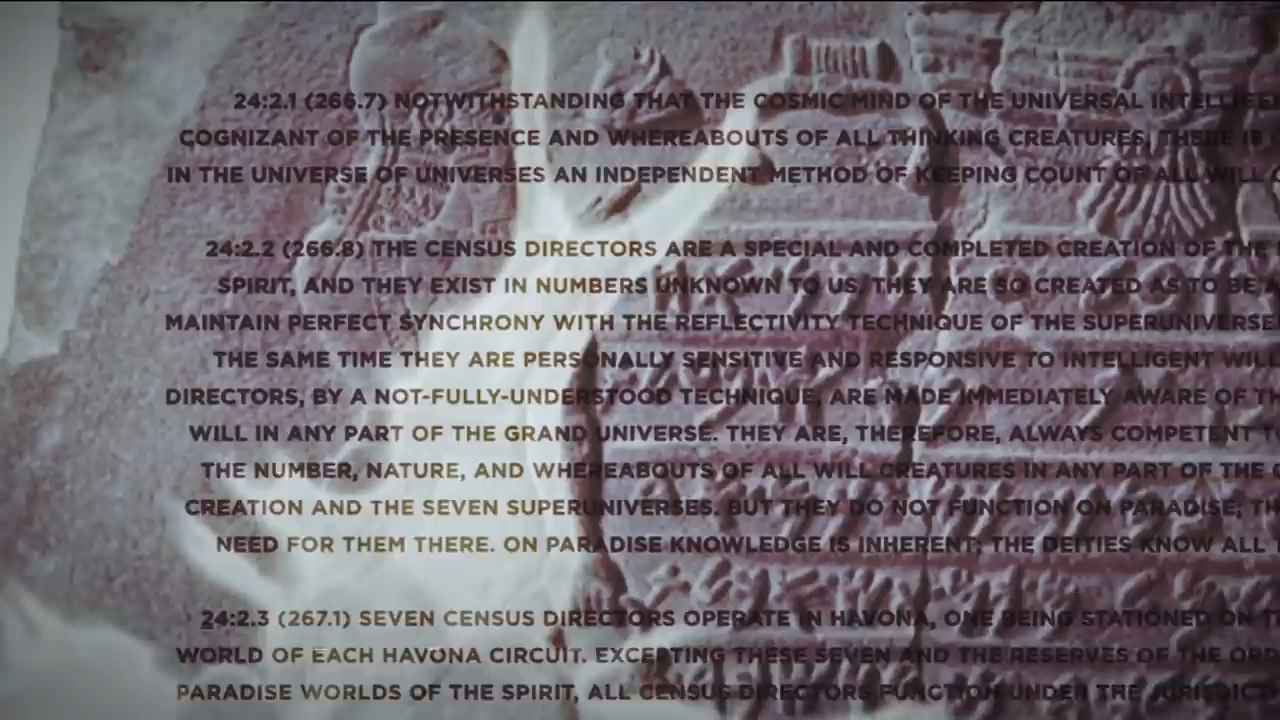 24:2.1 (266.7) NOTWITHSTANDING THAT THE COSMIC MIND OF THE UNIVERSAL
COGNIZANT OF THE PRESENCE AND WHEREABOUTS OF ALL THINKING CREATURES, THERE IS
IN THE UNIVERSE OF UNIVERSES AN INDEPENDENT METHOD OF KEEPING COUNT OF ALL WILL
24:2.2 (266.8) THE CENSUS DIRECTORS ARE A SPECIAL AND COMPLETED CREATION OF THE
SPIRIT, AND THEY EXIST IN NUMBERS UNKNOWN TO US. THEY ARE SO CREATED AS TO BE
MAINTAIN PERFECT SYNCHRONY WITH THE REFLECTIVITY TECHNIQUE OF THE
THE SAME TIME THEY ARE PERSONALLY SENSITIVE AND RESPONSIVE TO INTELLIGENT WILL
DIRECTORS, BY A NOT-FULLY-UNDERSTOOD TECHNIQUE, ARE MADE IMMEDIATELY AWARE OF
WILL IN ANY PART OF THE GRAND UNIVERSE. THEY ARE, THEREFORE, ALWAYS COMPETENT
THE NUMBER, NATURE, AND WHEREABOUTS OF ALL WILL CREATURES IN ANY PART OF THE
CREATION AND THE SEVEN SUPERUNIVERSES. BUT THEY DO NOT FUNCTION ON PARADISE;
NEED FOR THEM THERE. ON PARADISE KNOWLEDGE IS INHERENT; THE DEITIES KNOW ALL
24:2.3 (267.1) SEVEN CENSUS DIRECTORS OPERATE IN HAVONA, ONE BEING STATIONED ON
WORLD OF EACH HAVONA CIRCUIT. EXCEPTING THESE SEVEN AND THE RESERVES OF THE
PARADISE WORLDS OF THE SPIRIT, ALL CENSUS DIRECTORS FUNCTION UNDER THE